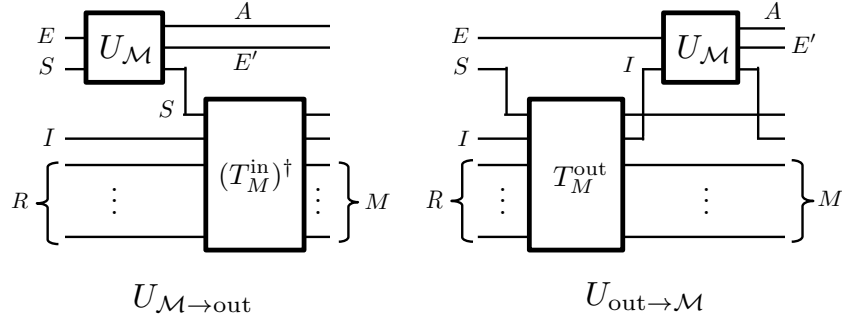 A
E
U_ℳ
S
E′
S
I
(T_M^in)†
R
⋮
⋮
M
U_ℳ→out
A
E
U_ℳ
E′
S
I
I
T_M^out
R
⋮
⋮
M
U_out→ℳ